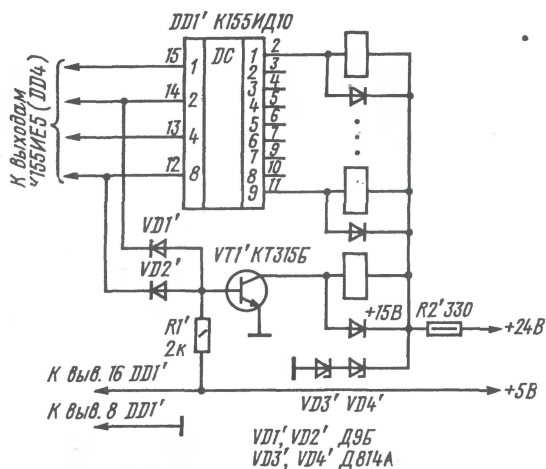 DD1' К155ИД10
К выходам
К155ИЕ5 (DD4)
15
14
13
12
1
2
4
8
DC
1
2
3
4
5
6
7
8
9
2
3
4
5
6
7
9
10
11
VD1'
VD2'
VT1' КТ315Б
R1'
2к
+15В
R2' 330
+24В
К выв. 16 DD1'
+5В
К выв. 8 DD1'
VD3' VD4'
VD1', VD2' Д9Б
VD3', VD4' Д814А